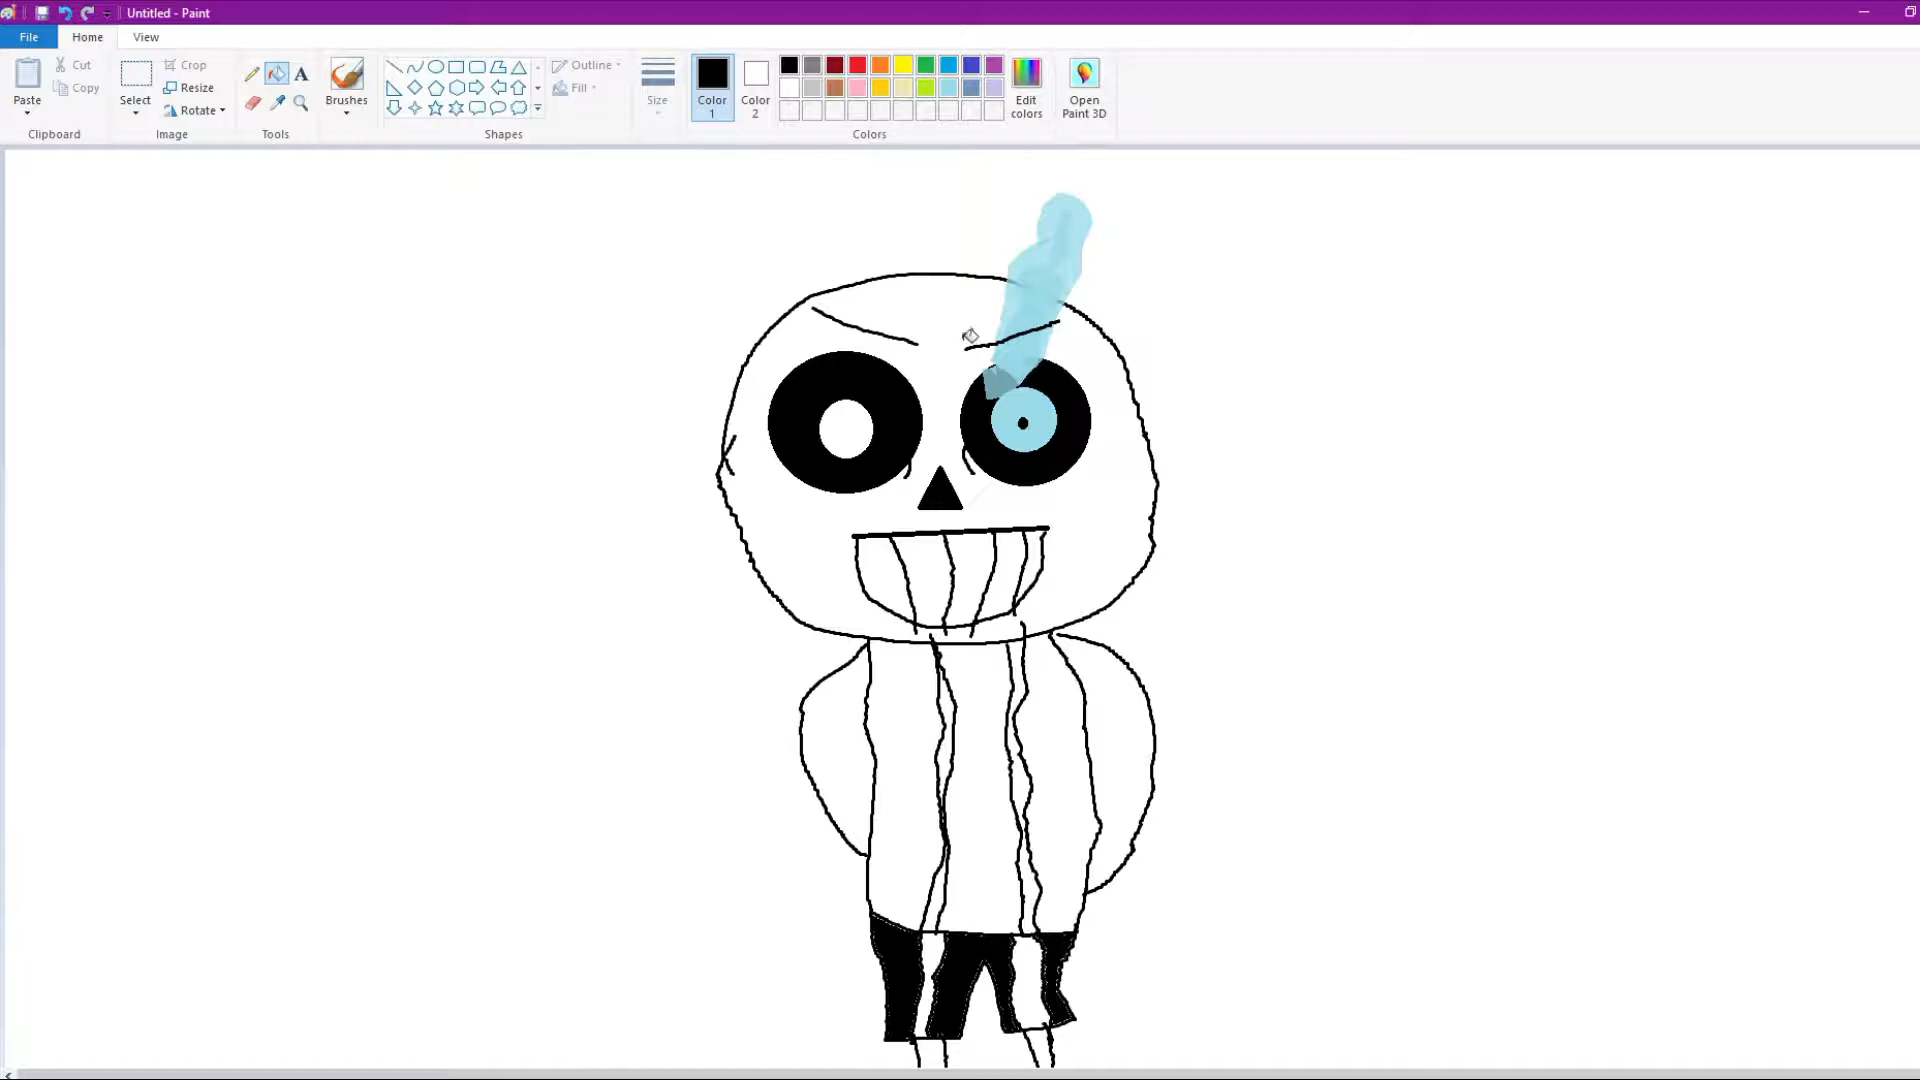 Untitled - Paint
File Home View
Paste
Cut
Copy
Clipboard
Select
Crop
Resize
Rotate
Image
A
Tools
Brushes
Outline
Fill
Shapes
Size
Color 1
Color 2
Edit colors
Colors
Open Paint 3D